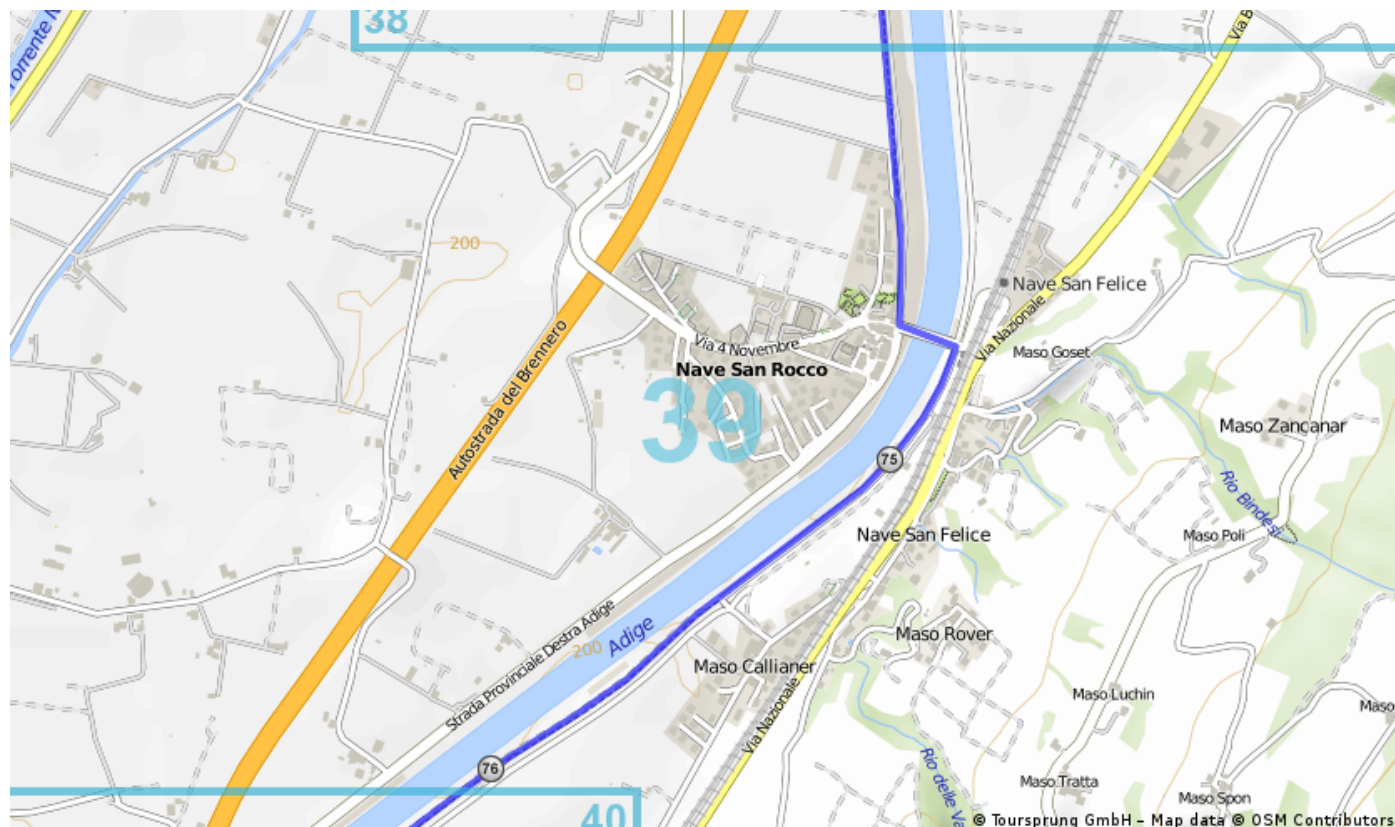 38
Torrente N
Via B
200
Nave San Felice
Via Nazionale
Via 4 Novembre
Maso Goset
Nave San Rocco
Autostrada del Brennero
39
Maso Zancanar
75
Rio Bindesi
Nave San Felice
Maso Poli
Strada Provinciale Destra Adige
Adige
200
Maso Rover
Maso Callianer
Maso Luchin
Via Nazionale
Maso
76
Rio delle Va
Maso Tratta
Maso Spon
40
© Toursprung GmbH – Map data © OSM Contributors